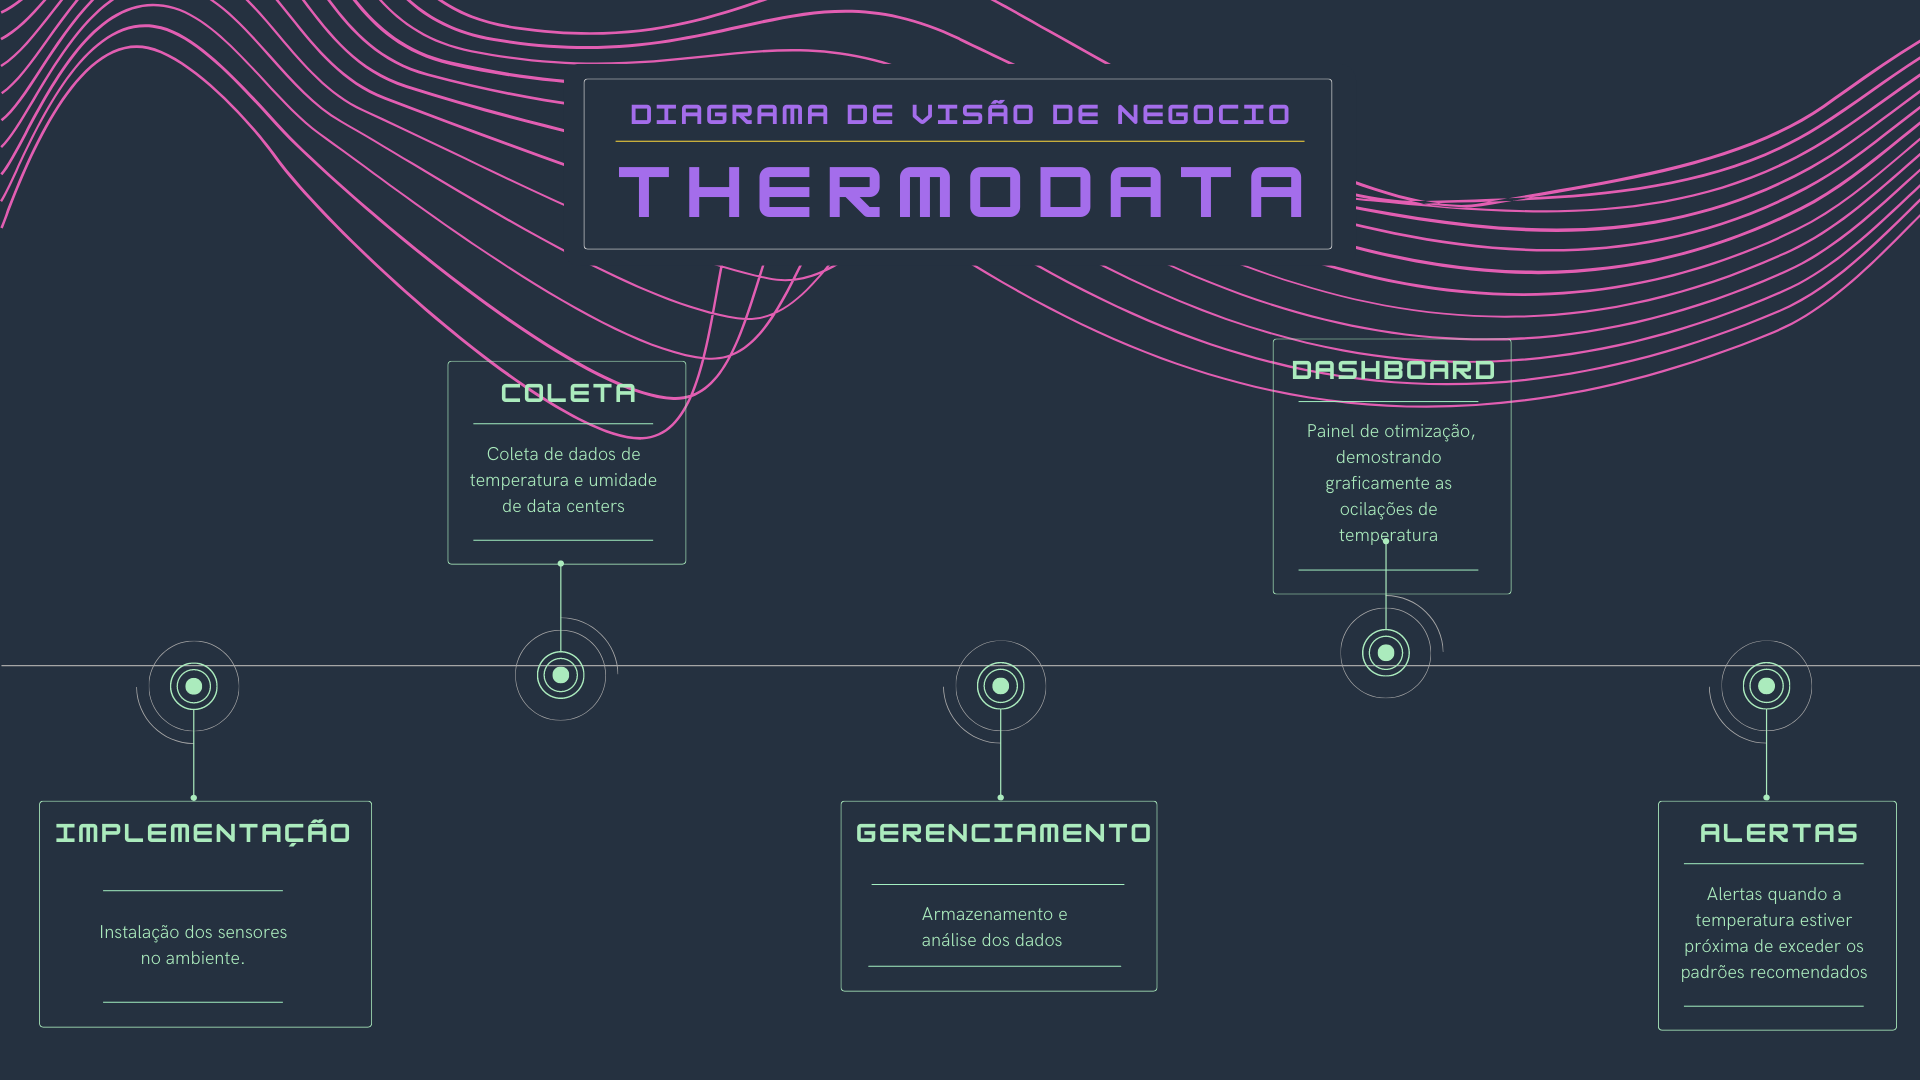 DIAGRAMA DE VISÃO DE NEGOCIO
THERMODATA
COLETA
Coleta de dados de
temperatura e umidade
de data centers
DASHBOARD
Painel de otimização,
demostrando
graficamente as
ocilações de
temperatura
IMPLEMENTAÇÃO
Instalação dos sensores
no ambiente.
GERENCIAMENTO
Armazenamento e
análise dos dados
ALERTAS
Alertas quando a
temperatura estiver
próxima de exceder os
padrões recomendados